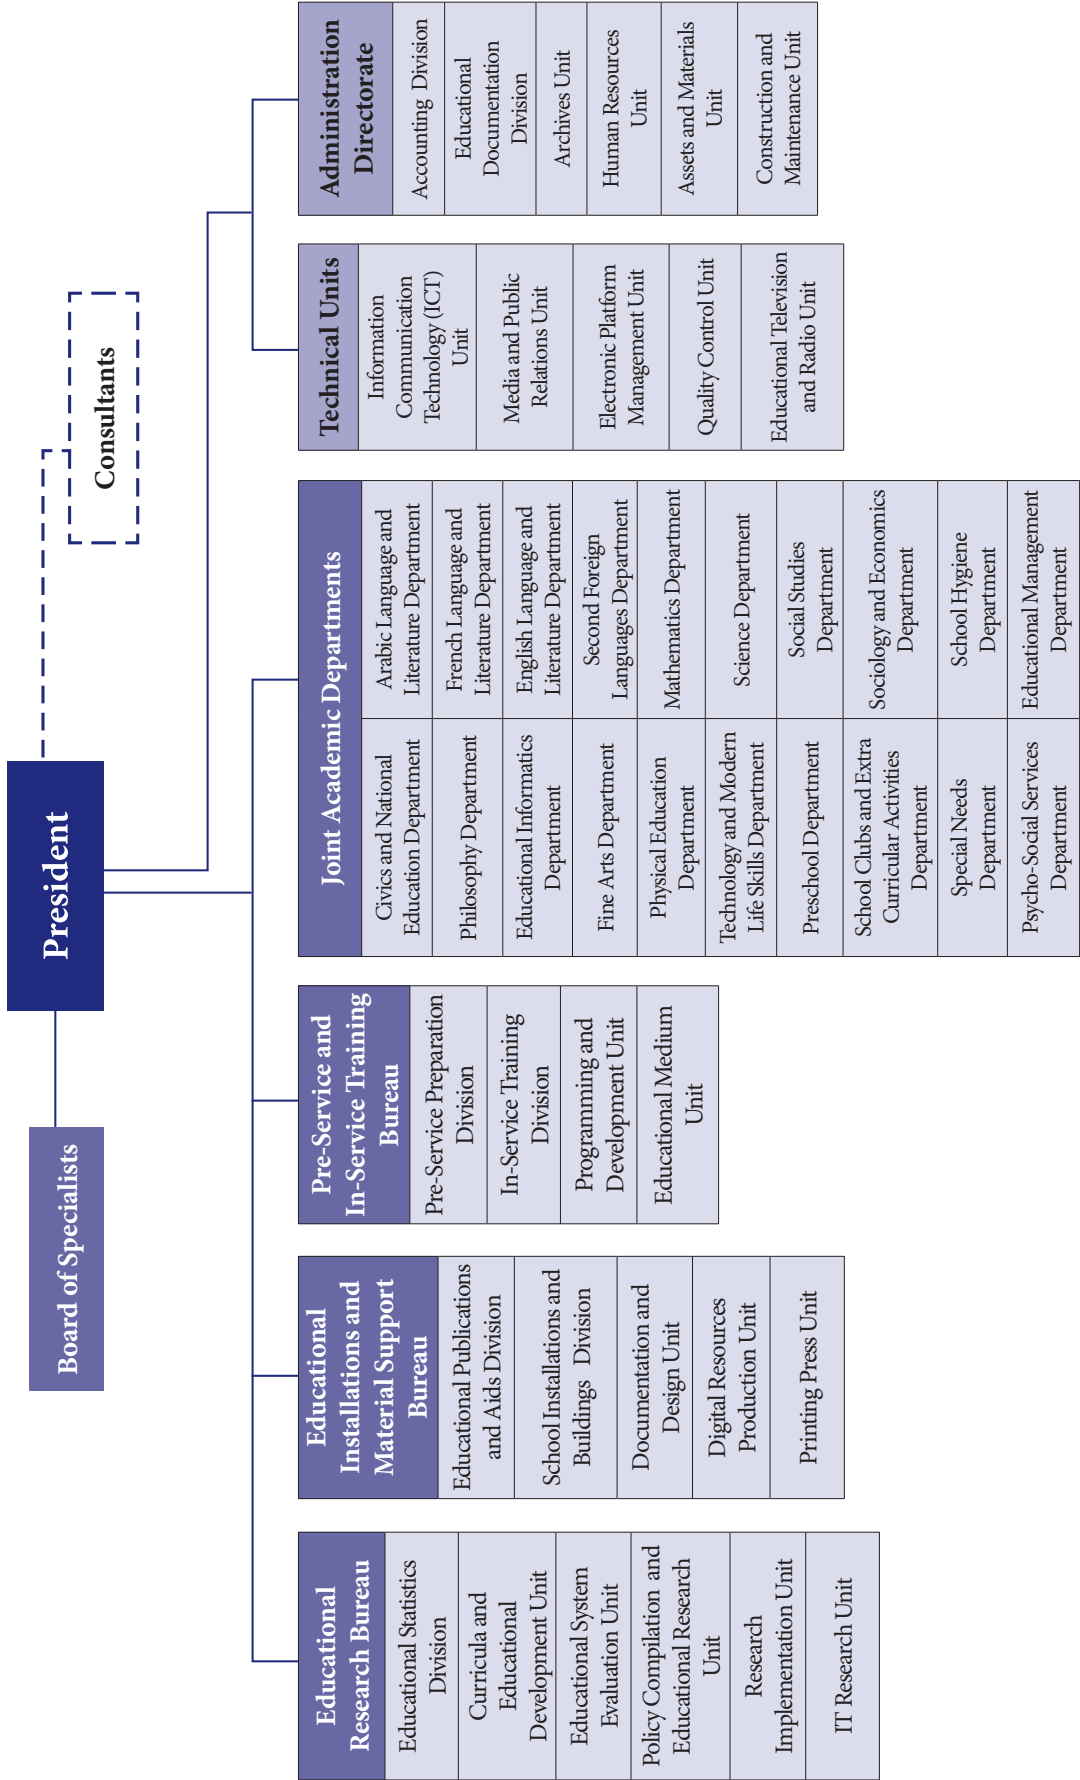 President
Board of Specialists
Consultants
Educational
Research Bureau
Educational Statistics
Division
Curricula and
Educational
Development Unit
Educational System
Evaluation Unit
Policy Compilation and
Educational Research
Unit
Research
Implementation Unit
IT Research Unit
Educational
Installations and
Material Support
Bureau
Educational Publications
and Aids Division
School Installations and
Buildings Division
Documentation and
Design Unit
Digital Resources
Production Unit
Printing Press Unit
Pre-Service and
In-Service Training
Bureau
Pre-Service Preparation
Division
In-Service Training
Division
Programming and
Development Unit
Educational Medium
Unit
Joint Academic Departments
Civics and National
Education Department
Arabic Language and
Literature Department
Philosophy Department
French Language and
Literature Department
Educational Informatics
Department
English Language and
Literature Department
Fine Arts Department
Second Foreign
Languages Department
Physical Education
Department
Mathematics Department
Technology and Modern
Life Skills Department
Science Department
Preschool Department
Social Studies
Department
School Clubs and Extra
Curricular Activities
Department
Sociology and Economics
Department
Special Needs
Department
School Hygiene
Department
Psycho-Social Services
Department
Educational Management
Department
Technical Units
Information
Communication
Technology (ICT)
Unit
Media and Public
Relations Unit
Electronic Platform
Management Unit
Quality Control Unit
Educational Television
and Radio Unit
Administration
Directorate
Accounting Division
Educational
Documentation
Division
Archives Unit
Human Resources
Unit
Assets and Materials
Unit
Construction and
Maintenance Unit